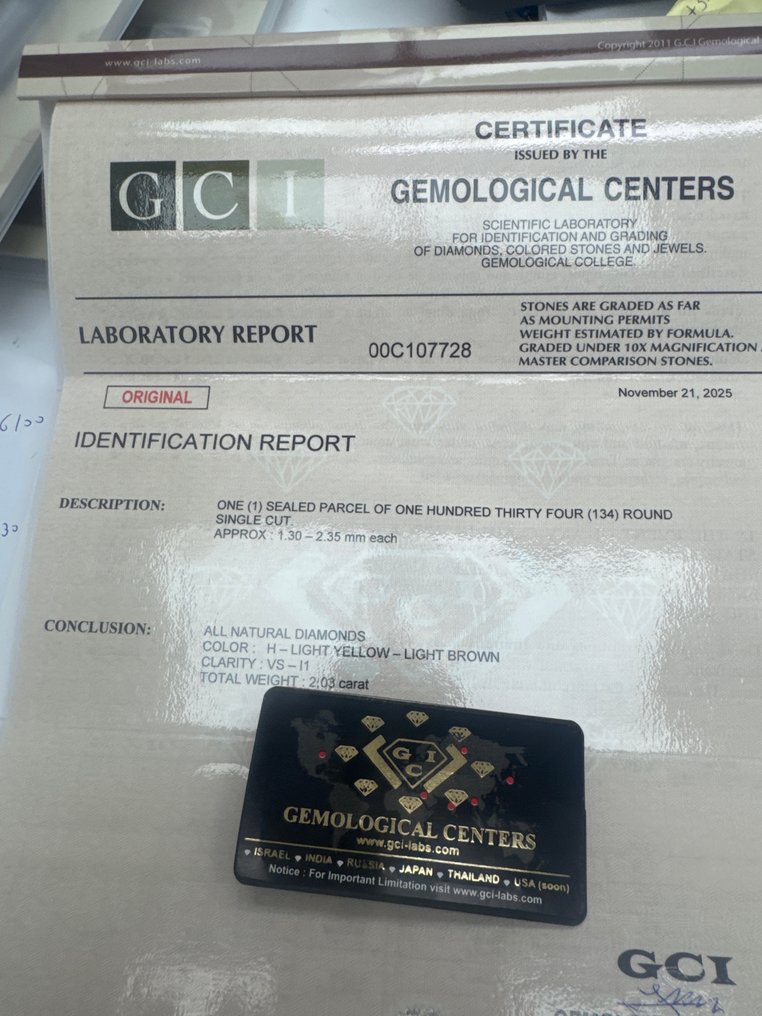 www.gci-labs.com
Copyright 2011 G.C.I Gemological
G C I
CERTIFICATE
ISSUED BY THE
GEMOLOGICAL CENTERS
SCIENTIFIC LABORATORY
FOR IDENTIFICATION AND GRADING
OF DIAMONDS, COLORED STONES AND JEWELS.
GEMOLOGICAL COLLEGE.
LABORATORY REPORT
00C107728
STONES ARE GRADED AS FAR
AS MOUNTING PERMITS
WEIGHT ESTIMATED BY FORMULA.
GRADED UNDER 10X MAGNIFICATION
MASTER COMPARISON STONES.
ORIGINAL
November 21, 2025
IDENTIFICATION REPORT
DESCRIPTION:
ONE (1) SEALED PARCEL OF ONE HUNDRED THIRTY FOUR (134) ROUND
SINGLE CUT.
APPROX : 1.30 – 2.35 mm each
CONCLUSION:
ALL NATURAL DIAMONDS
COLOR : H – LIGHT YELLOW – LIGHT BROWN
CLARITY : VS – I1
TOTAL WEIGHT : 2.03 carat
G I
C
GEMOLOGICAL CENTERS
www.gci-labs.com
ISRAEL INDIA RUSSIA JAPAN THAILAND USA (soon)
Notice : For Important Limitation visit www.gci-labs.com
GCI
30